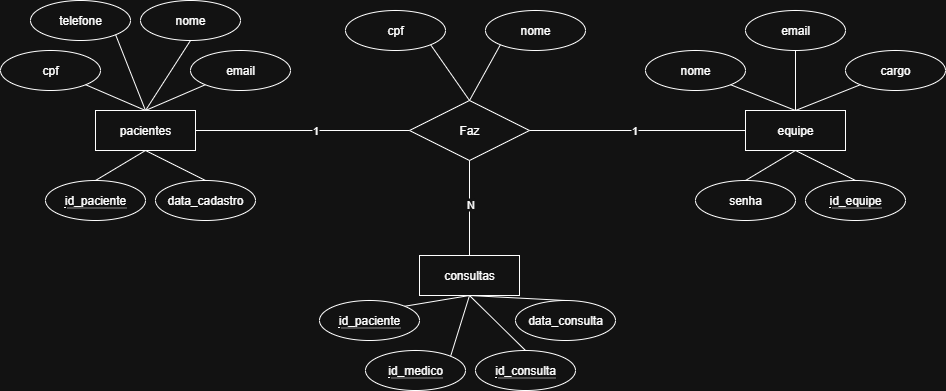 telefone
nome
cpf
email
pacientes
id_paciente
data_cadastro
1
cpf
nome
Faz
1
email
nome
cargo
equipe
senha
id_equipe
N
consultas
id_paciente
data_consulta
id_medico
id_consulta